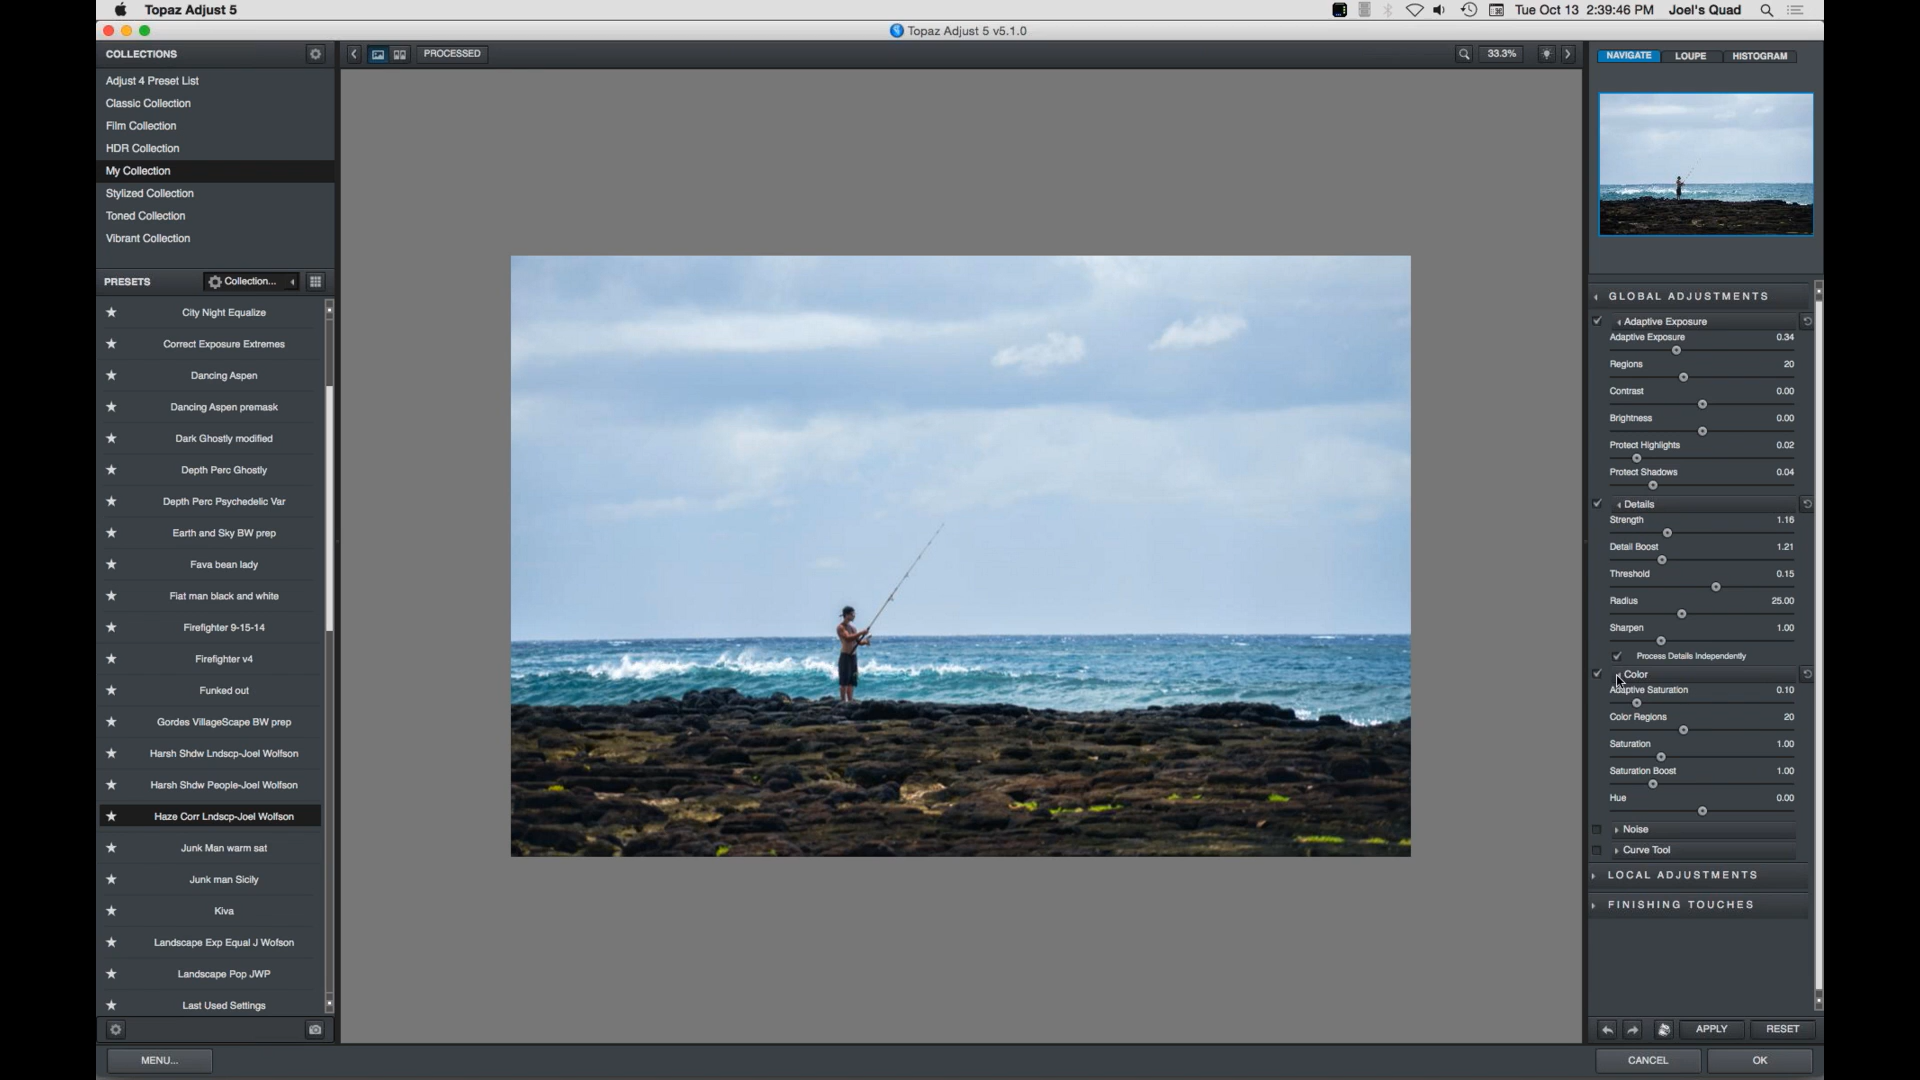 Topaz Adjust 5
Tue Oct 13 2:39:46 PM Joel's Quad
Topaz Adjust 5 v5.1.0
COLLECTIONS
Adjust 4 Preset List
Classic Collection
Film Collection
HDR Collection
My Collection
Stylized Collection
Toned Collection
Vibrant Collection
PRESETS
Collection...
City Night Equalize
Correct Exposure Extremes
Dancing Aspen
Dancing Aspen premask
Dark Ghostly modified
Depth Perc Ghostly
Depth Perc Psychedelic Var
Earth and Sky BW prep
Fava bean lady
Fiat man black and white
Firefighter 9-15-14
Firefighter v4
Funked out
Gordes VillageScape BW prep
Harsh Shdw Lndscp-Joel Wolfson
Harsh Shdw People-Joel Wolfson
Haze Corr Lndscp-Joel Wolfson
Junk Man warm sat
Junk man Sicily
Kiva
Landscape Exp Equal J Wofson
Landscape Pop JWP
Last Used Settings
MENU...
PROCESSED
33.3%
NAVIGATE LOUPE HISTOGRAM
GLOBAL ADJUSTMENTS
Adaptive Exposure
Adaptive Exposure 0.34
Regions 20
Contrast 0.00
Brightness 0.00
Protect Highlights 0.02
Protect Shadows 0.04
Details
Strength 1.16
Detail Boost 1.21
Threshold 0.15
Radius 25.00
Sharpen 1.00
Process Details Independently
Color
Adaptive Saturation 0.10
Color Regions 20
Saturation 1.00
Saturation Boost 1.00
Hue 0.00
Noise
Curve Tool
LOCAL ADJUSTMENTS
FINISHING TOUCHES
APPLY RESET
CANCEL OK